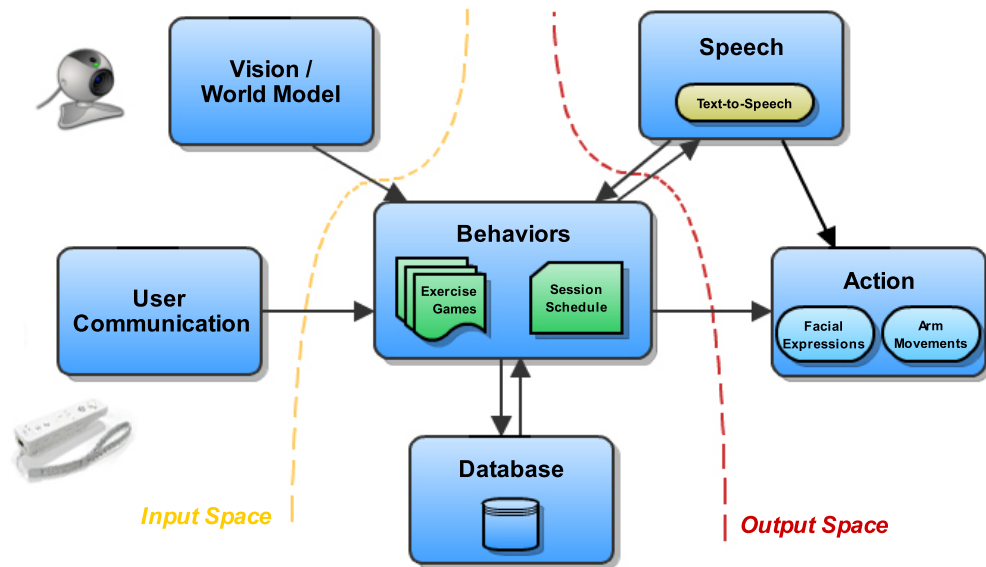 Vision /
World Model
Speech
Text-to-Speech
User
Communication
Behaviors
Exercise
Games
Session
Schedule
Action
Facial
Expressions
Arm
Movements
Database
Input Space
Output Space